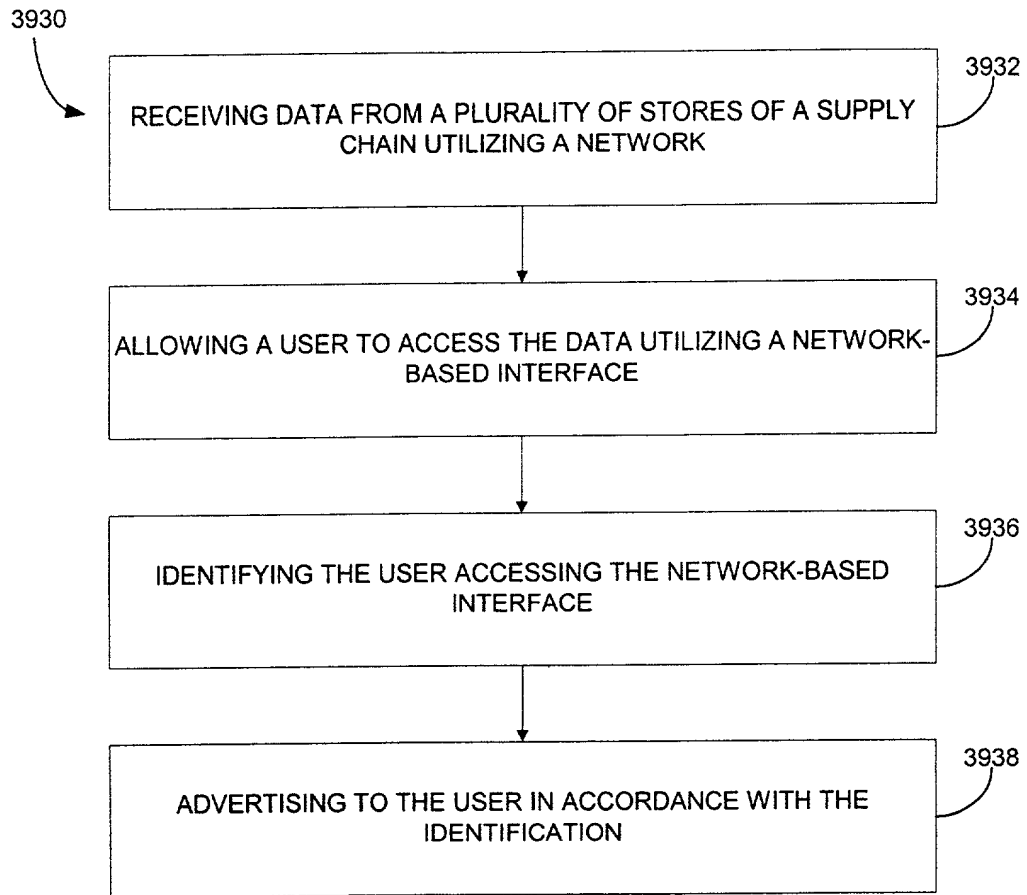 3930
3932
RECEIVING DATA FROM A PLURALITY OF STORES OF A SUPPLY
CHAIN UTILIZING A NETWORK
3934
ALLOWING A USER TO ACCESS THE DATA UTILIZING A NETWORK-
BASED INTERFACE
3936
IDENTIFYING THE USER ACCESSING THE NETWORK-BASED
INTERFACE
3938
ADVERTISING TO THE USER IN ACCORDANCE WITH THE
IDENTIFICATION